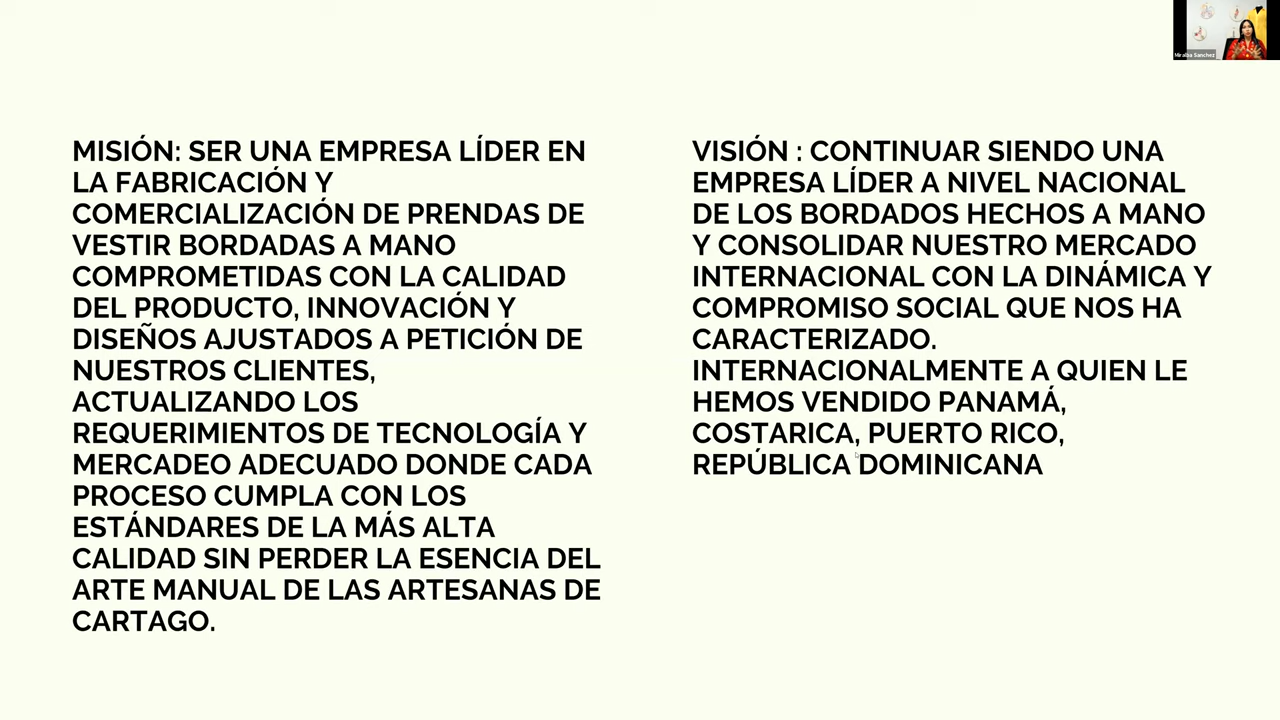 MISIÓN: SER UNA EMPRESA LÍDER EN
LA FABRICACIÓN Y
COMERCIALIZACIÓN DE PRENDAS DE
VESTIR BORDADAS A MANO
COMPROMETIDAS CON LA CALIDAD
DEL PRODUCTO, INNOVACIÓN Y
DISEÑOS AJUSTADOS A PETICIÓN DE
NUESTROS CLIENTES,
ACTUALIZANDO LOS
REQUERIMIENTOS DE TECNOLOGÍA Y
MERCADEO ADECUADO DONDE CADA
PROCESO CUMPLA CON LOS
ESTÁNDARES DE LA MÁS ALTA
CALIDAD SIN PERDER LA ESENCIA DEL
ARTE MANUAL DE LAS ARTESANAS DE
CARTAGO.
VISIÓN : CONTINUAR SIENDO UNA
EMPRESA LÍDER A NIVEL NACIONAL
DE LOS BORDADOS HECHOS A MANO
Y CONSOLIDAR NUESTRO MERCADO
INTERNACIONAL CON LA DINÁMICA Y
COMPROMISO SOCIAL QUE NOS HA
CARACTERIZADO.
INTERNACIONALMENTE A QUIEN LE
HEMOS VENDIDO PANAMÁ,
COSTARICA, PUERTO RICO,
REPÚBLICA DOMINICANA
Sanchez